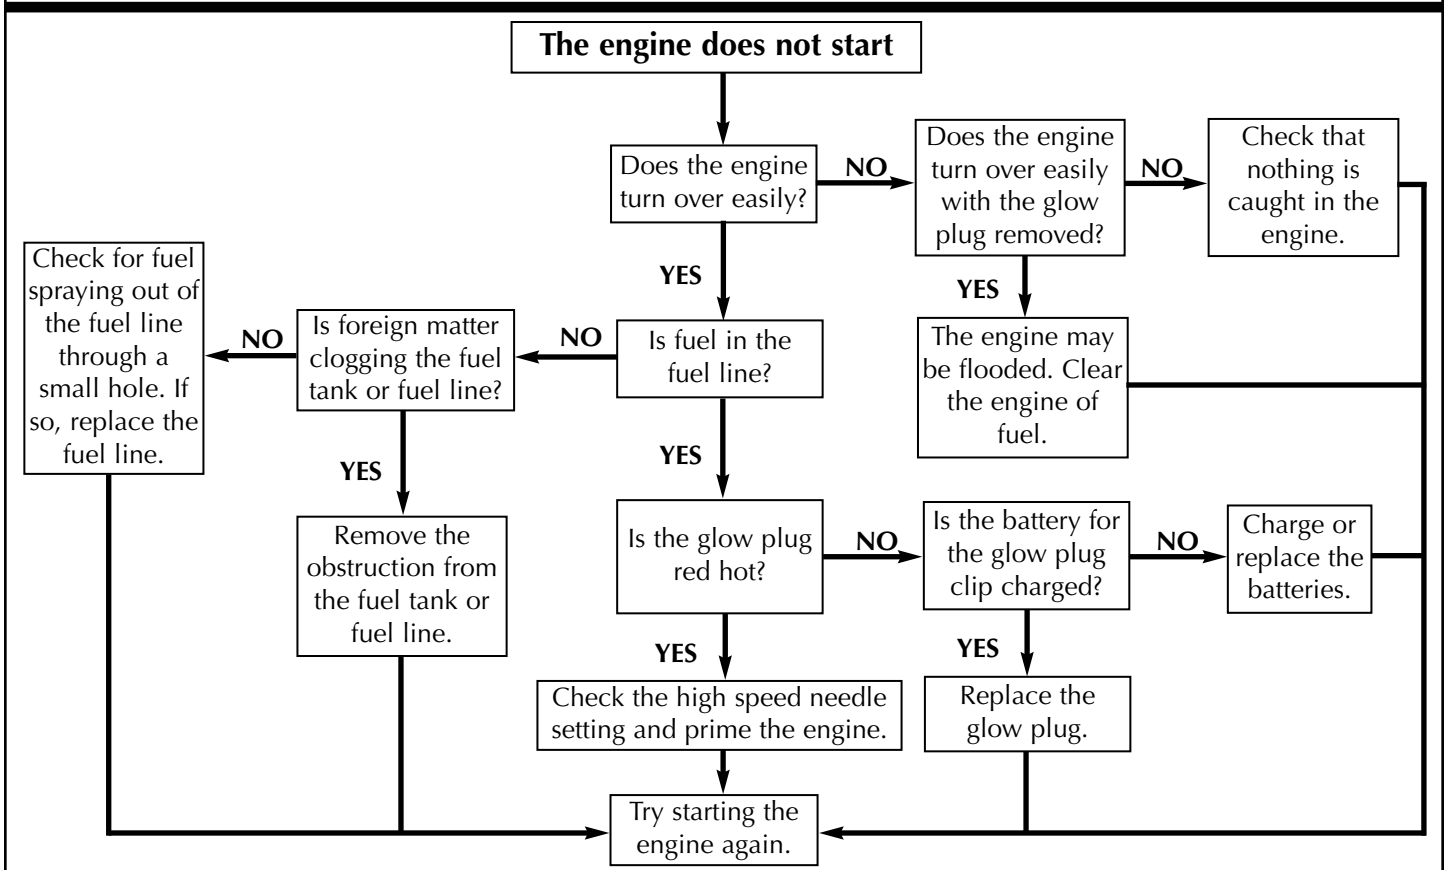 The engine does not start
Does the engine
turn over easily?
NO
Does the engine
turn over easily
with the glow
plug removed?
NO
Check that
nothing is
caught in the
engine.
YES
YES
The engine may
be flooded. Clear
the engine of
fuel.
Is fuel in the
fuel line?
NO
Is foreign matter
clogging the fuel
tank or fuel line?
NO
Check for fuel
spraying out of
the fuel line
through a
small hole. If
so, replace the
fuel line.
YES
Remove the
obstruction from
the fuel tank or
fuel line.
YES
Is the glow plug
red hot?
NO
Is the battery for
the glow plug
clip charged?
NO
Charge or
replace the
batteries.
YES
Replace the
glow plug.
YES
Check the high speed needle
setting and prime the engine.
Try starting the
engine again.